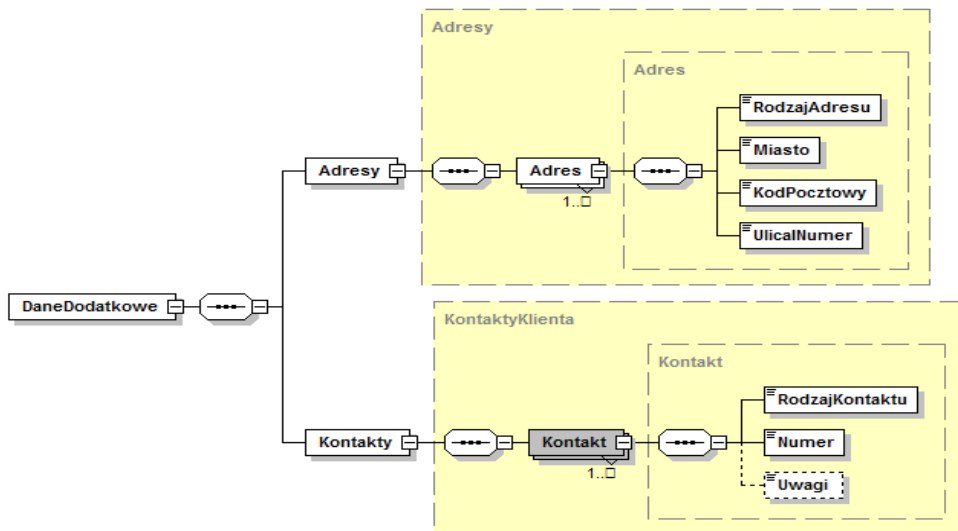 Adresy
Adres
RodzajAdresu
Miasto
Adresy
Adres
KodPocztowy
1..□
UlicaINumer
DaneDodatkowe
KontaktyKlienta
Kontakt
RodzajKontaktu
Kontakty
Kontakt
Numer
1..□
Uwagi